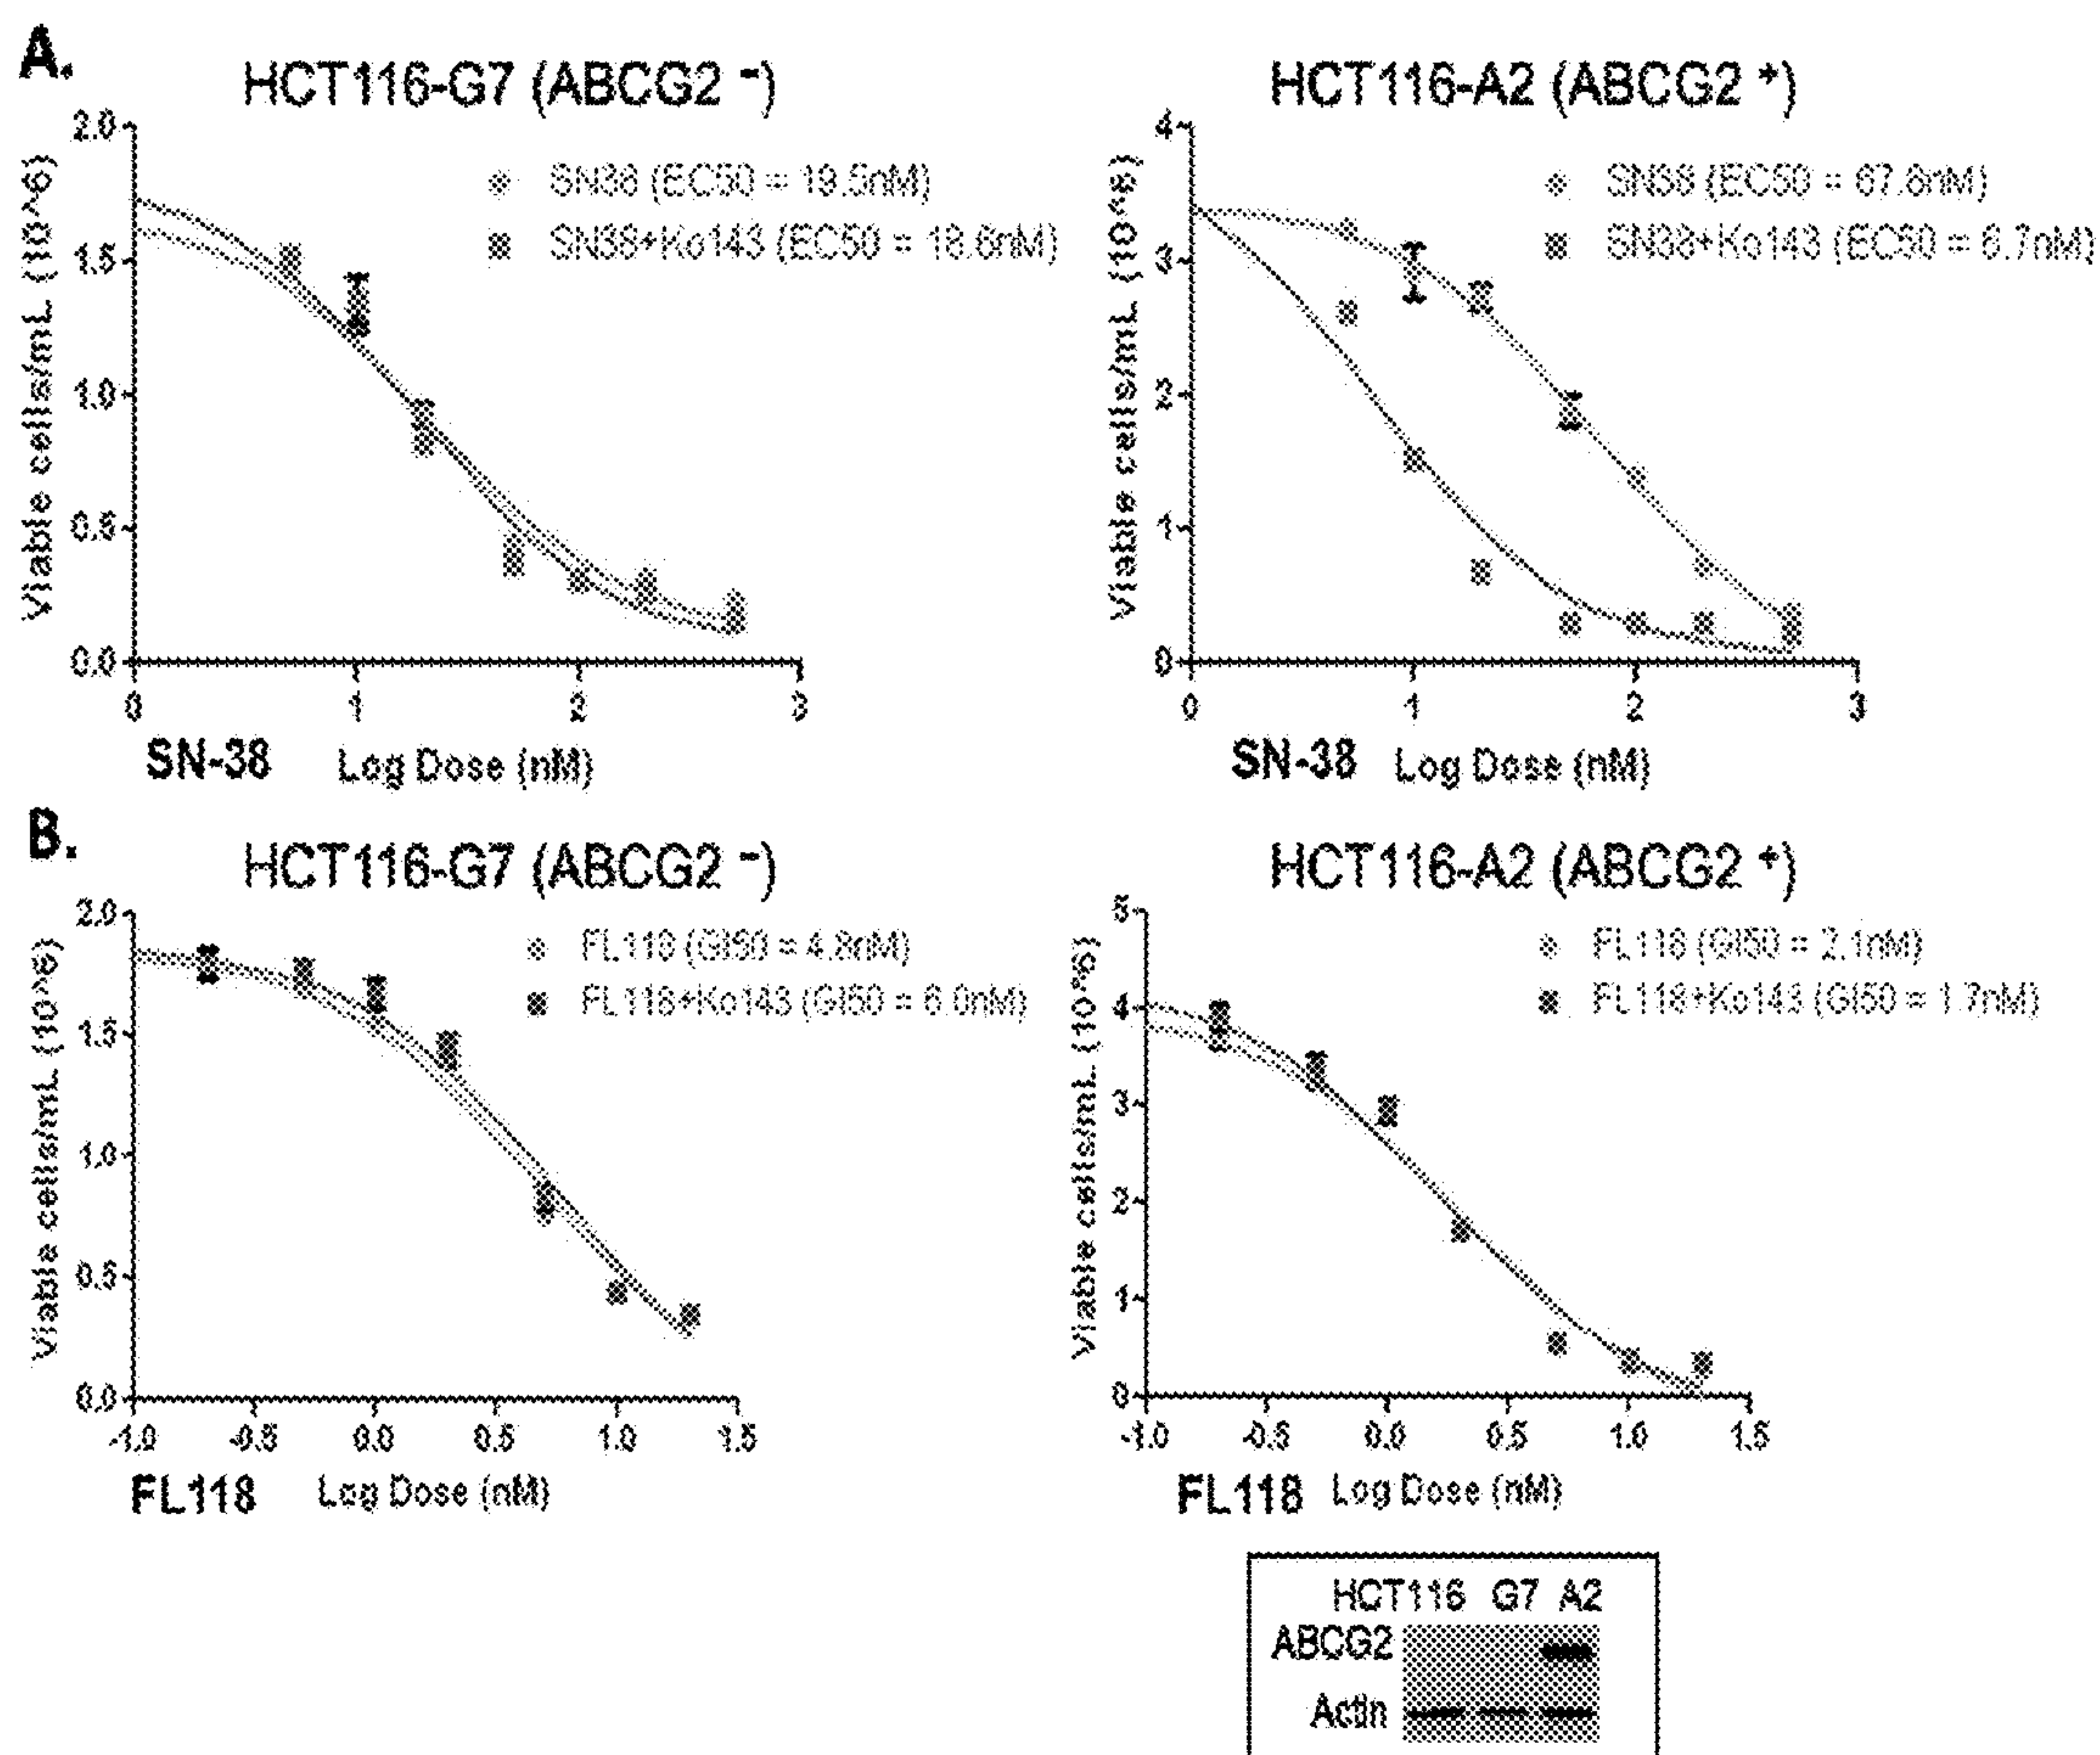 A.
HCT116-G7 (ABCG2 -)
2.0
1.5
1.0
0.5
0.0
Viable cells/mL (10^6)
SN38 (EC50 = 19.5nM)
SN38+Ko143 (EC50 = 18.6nM)
0 1 2 3
SN-38 Log Dose (nM)
HCT116-A2 (ABCG2 +)
4
3
2
1
0
Viable cells/mL (10^6)
SN38 (EC50 = 67.8nM)
SN38+Ko143 (EC50 = 6.7nM)
0 1 2 3
SN-38 Log Dose (nM)
B.
HCT116-G7 (ABCG2 -)
2.0
1.5
1.0
0.5
0.0
Viable cells/mL (10^6)
FL118 (GI50 = 4.8nM)
FL118+Ko143 (GI50 = 6.0nM)
-1.0 -0.5 0.0 0.5 1.0 1.5
FL118 Log Dose (nM)
HCT116-A2 (ABCG2 +)
5
4
3
2
1
0
Viable cells/mL (10^6)
FL118 (GI50 = 2.1nM)
FL118+Ko143 (GI50 = 1.7nM)
-1.0 -0.5 0.0 0.5 1.0 1.5
FL118 Log Dose (nM)
HCT116 G7 A2
ABCG2
Actin